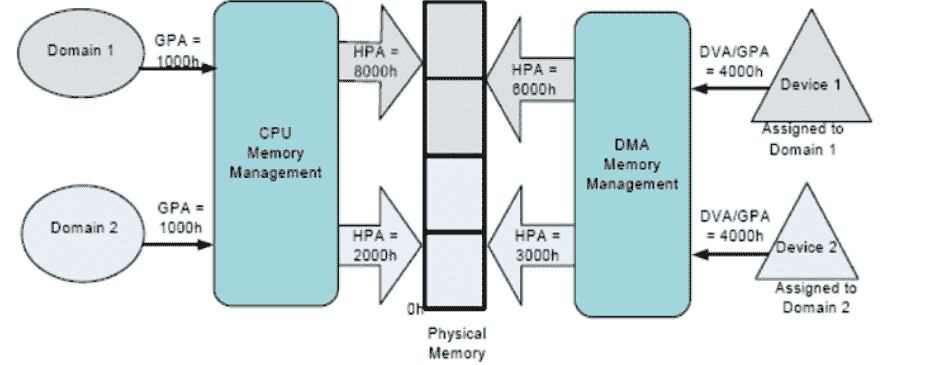 Domain 1
GPA =
1000h
CPU
Memory
Management
HPA =
8000h
HPA =
6000h
DMA
Memory
Management
DVA/GPA
= 4000h
Device 1
Assigned to
Domain 1
Domain 2
GPA =
1000h
HPA =
2000h
HPA =
3000h
DVA/GPA
= 4000h
Device 2
Assigned to
Domain 2
0h
Physical
Memory